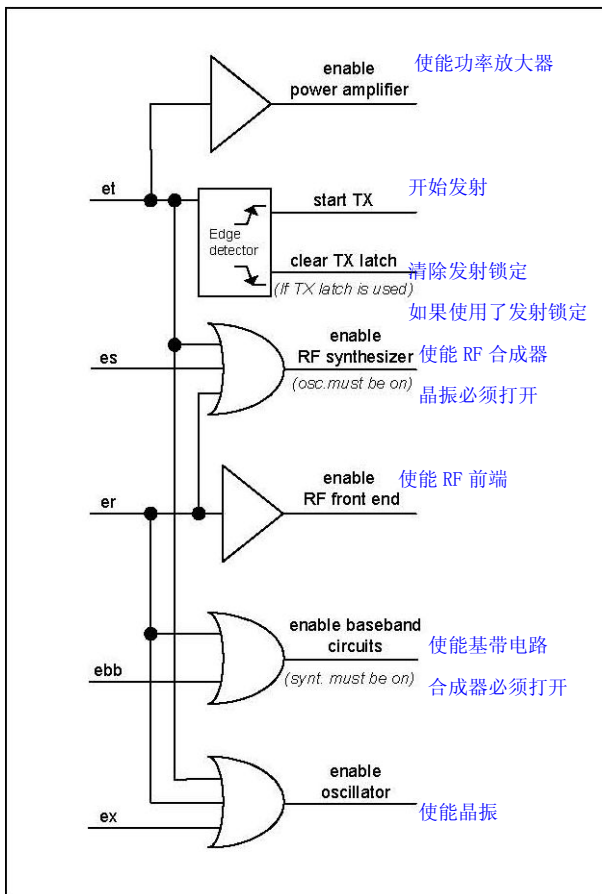 enable
power amplifier
使能功率放大器
et
Edge
detector
start TX
开始发射
clear TX latch
(If TX latch is used)
清除发射锁定
如果使用了发射锁定
es
enable
RF synthesizer
(osc.must be on)
使能 RF 合成器
晶振必须打开
er
enable
RF front end
使能 RF 前端
ebb
enable baseband
circuits
(synt. must be on)
使能基带电路
合成器必须打开
ex
enable
oscillator
使能晶振